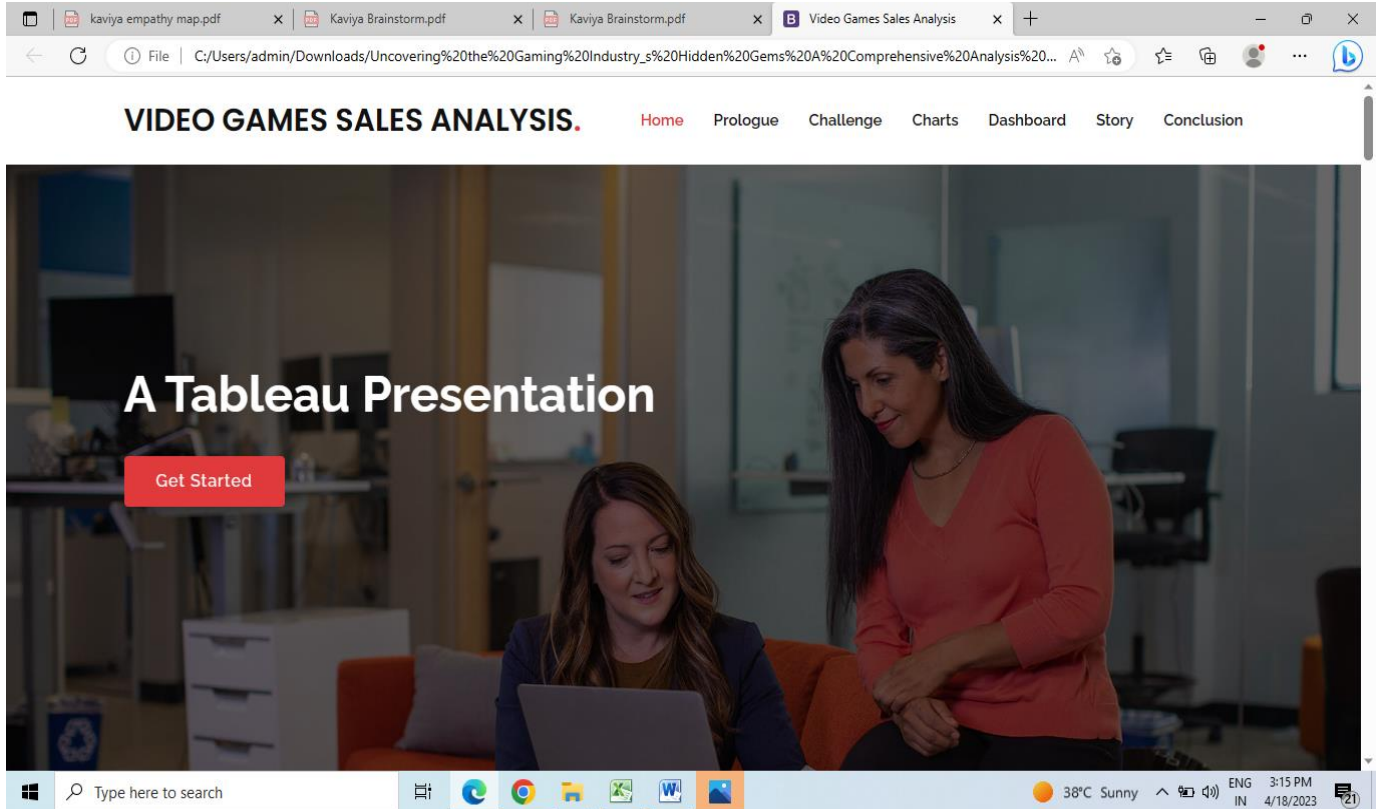 kaviya empathy map.pdf
Kaviya Brainstorm.pdf
Kaviya Brainstorm.pdf
B Video Games Sales Analysis
File | C:/Users/admin/Downloads/Uncovering%20the%20Gaming%20Industry_s%20Hidden%20Gems%20A%20Comprehensive%20Analysis%20...
VIDEO GAMES SALES ANALYSIS.
Home Prologue Challenge Charts Dashboard Story Conclusion
A Tableau Presentation
Get Started
Type here to search
38°C Sunny
ENG
IN
3:15 PM
4/18/2023
21